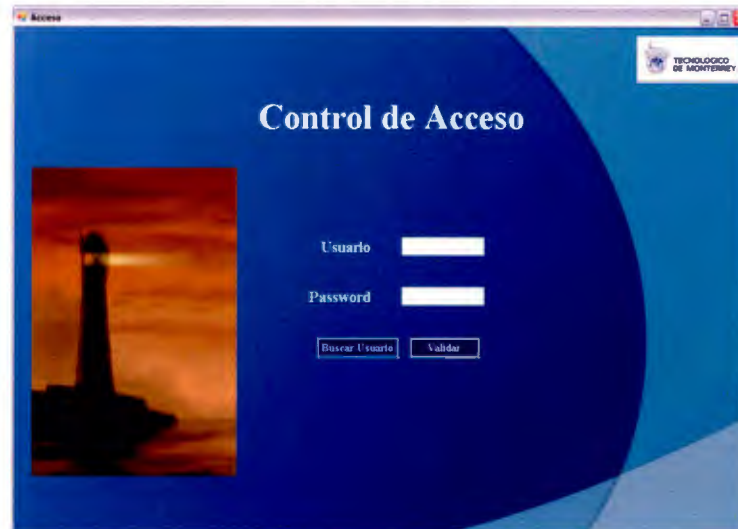 Acceso
TECNOLOGICO
DE MONTERREY
Control de Acceso
Usuario
Password
Buscar Usuario
Validar